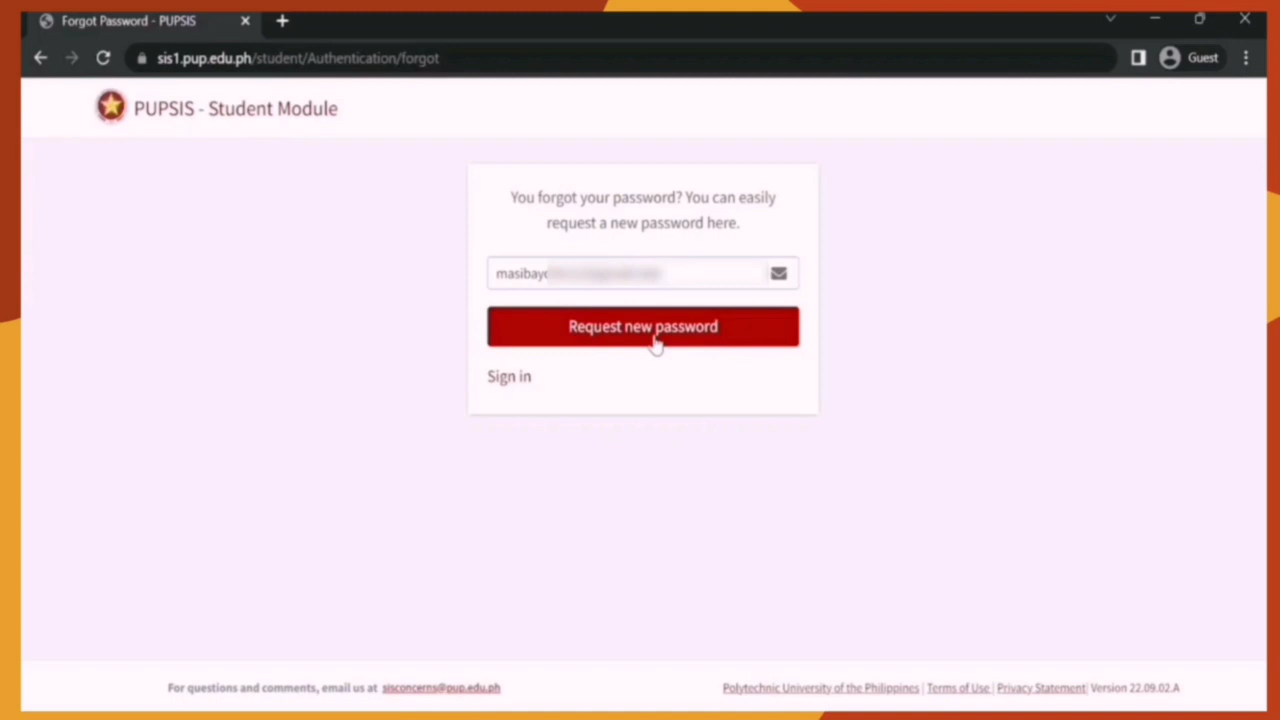 Forgot Password - PUPSIS
sis1.pup.edu.ph/student/Authentication/forgot
Guest
PUPSIS - Student Module
You forgot your password? You can easily
request a new password here.
Request new password
Sign in
For questions and comments, email us at sisconcerns@pup.edu.ph
Polytechnic University of the Philippines | Terms of Use | Privacy Statement| Version 22.09.02.A